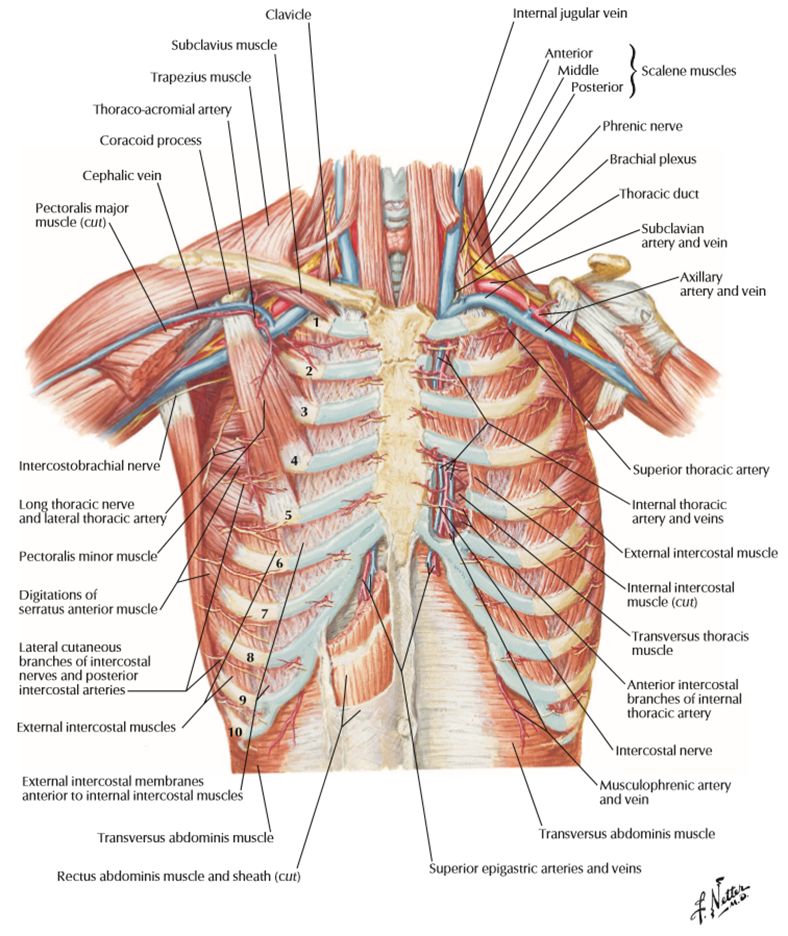 Clavicle
Subclavius muscle
Trapezius muscle
Thoraco-acromial artery
Coracoid process
Cephalic vein
Pectoralis major
muscle (cut)
Internal jugular vein
Anterior
Middle
Posterior
Scalene muscles
Phrenic nerve
Brachial plexus
Thoracic duct
Subclavian
artery and vein
Axillary
artery and vein
1
2
3
4
5
6
7
8
9
10
Intercostobrachial nerve
Long thoracic nerve
and lateral thoracic artery
Pectoralis minor muscle
Digitations of
serratus anterior muscle
Lateral cutaneous
branches of intercostal
nerves and posterior
intercostal arteries
External intercostal muscles
External intercostal membranes
anterior to internal intercostal muscles
Transversus abdominis muscle
Rectus abdominis muscle and sheath (cut)
Superior thoracic artery
Internal thoracic
artery and veins
External intercostal muscle
Internal intercostal
muscle (cut)
Transversus thoracis
muscle
Anterior intercostal
branches of internal
thoracic artery
Intercostal nerve
Musculophrenic artery
and vein
Transversus abdominis muscle
Superior epigastric arteries and veins
F. Netter
M.D.